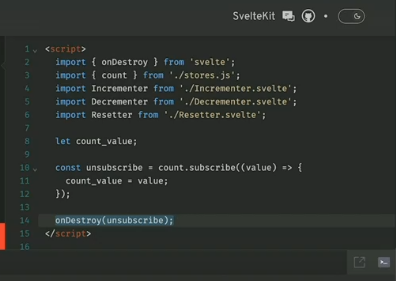 SvelteKit
1 <script>
2 import { onDestroy } from 'svelte';
3 import { count } from './stores.js';
4 import Incrementer from './Incrementer.svelte';
5 import Decrementer from './Decrementer.svelte';
6 import Resetter from './Resetter.svelte';
7
8 let count_value;
9
10 const unsubscribe = count.subscribe((value) => {
11 count_value = value;
12 });
13
14 onDestroy(unsubscribe);
15 </script>
16